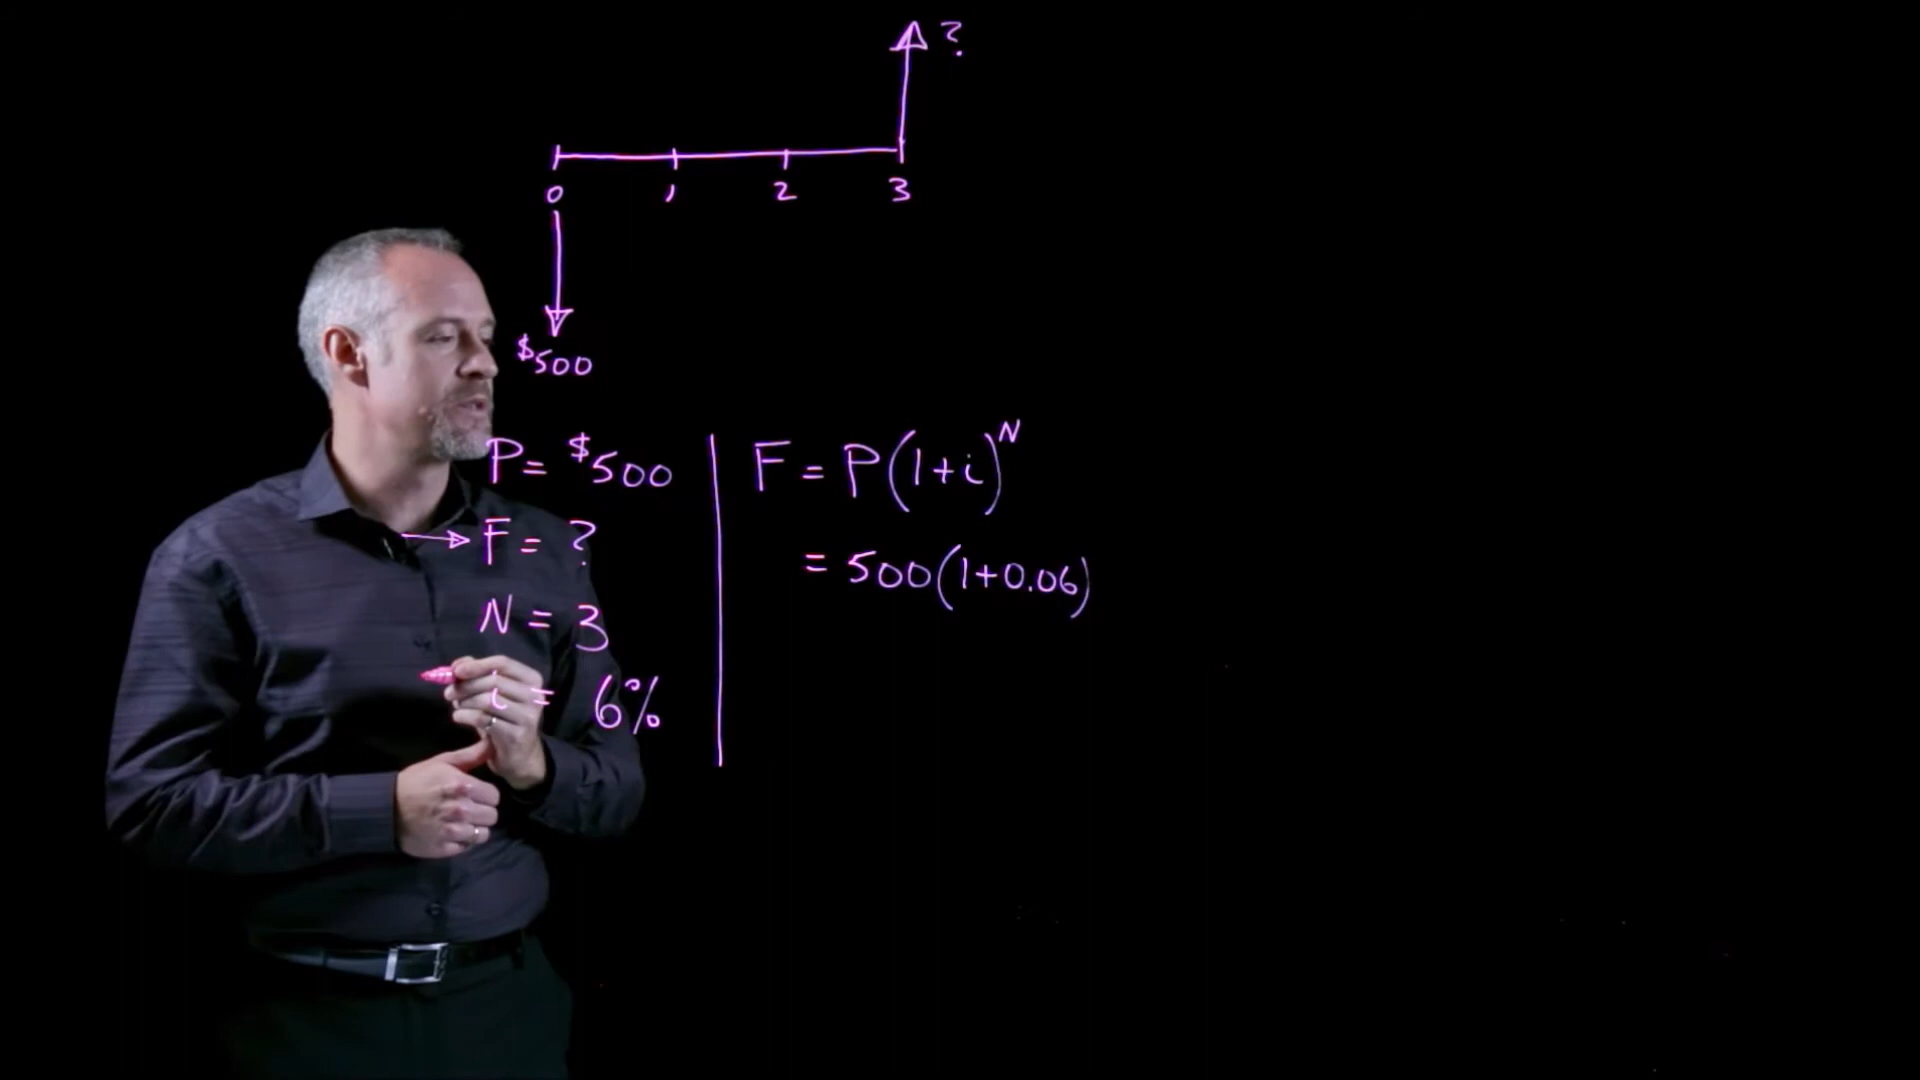 ?
0 1 2 3
$500
P = $500
F = ?
N = 3
i = 6%
F = P(1+i)^N
= 500(1+0.06)